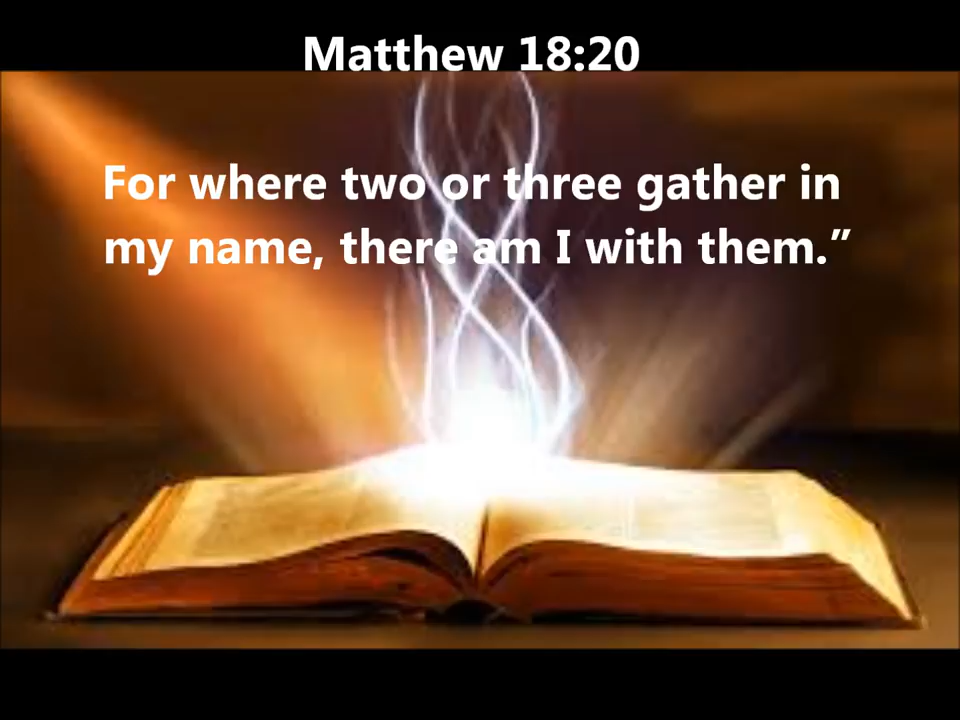 Matthew 18:20
For where two or three gather in
my name, there am I with them.”